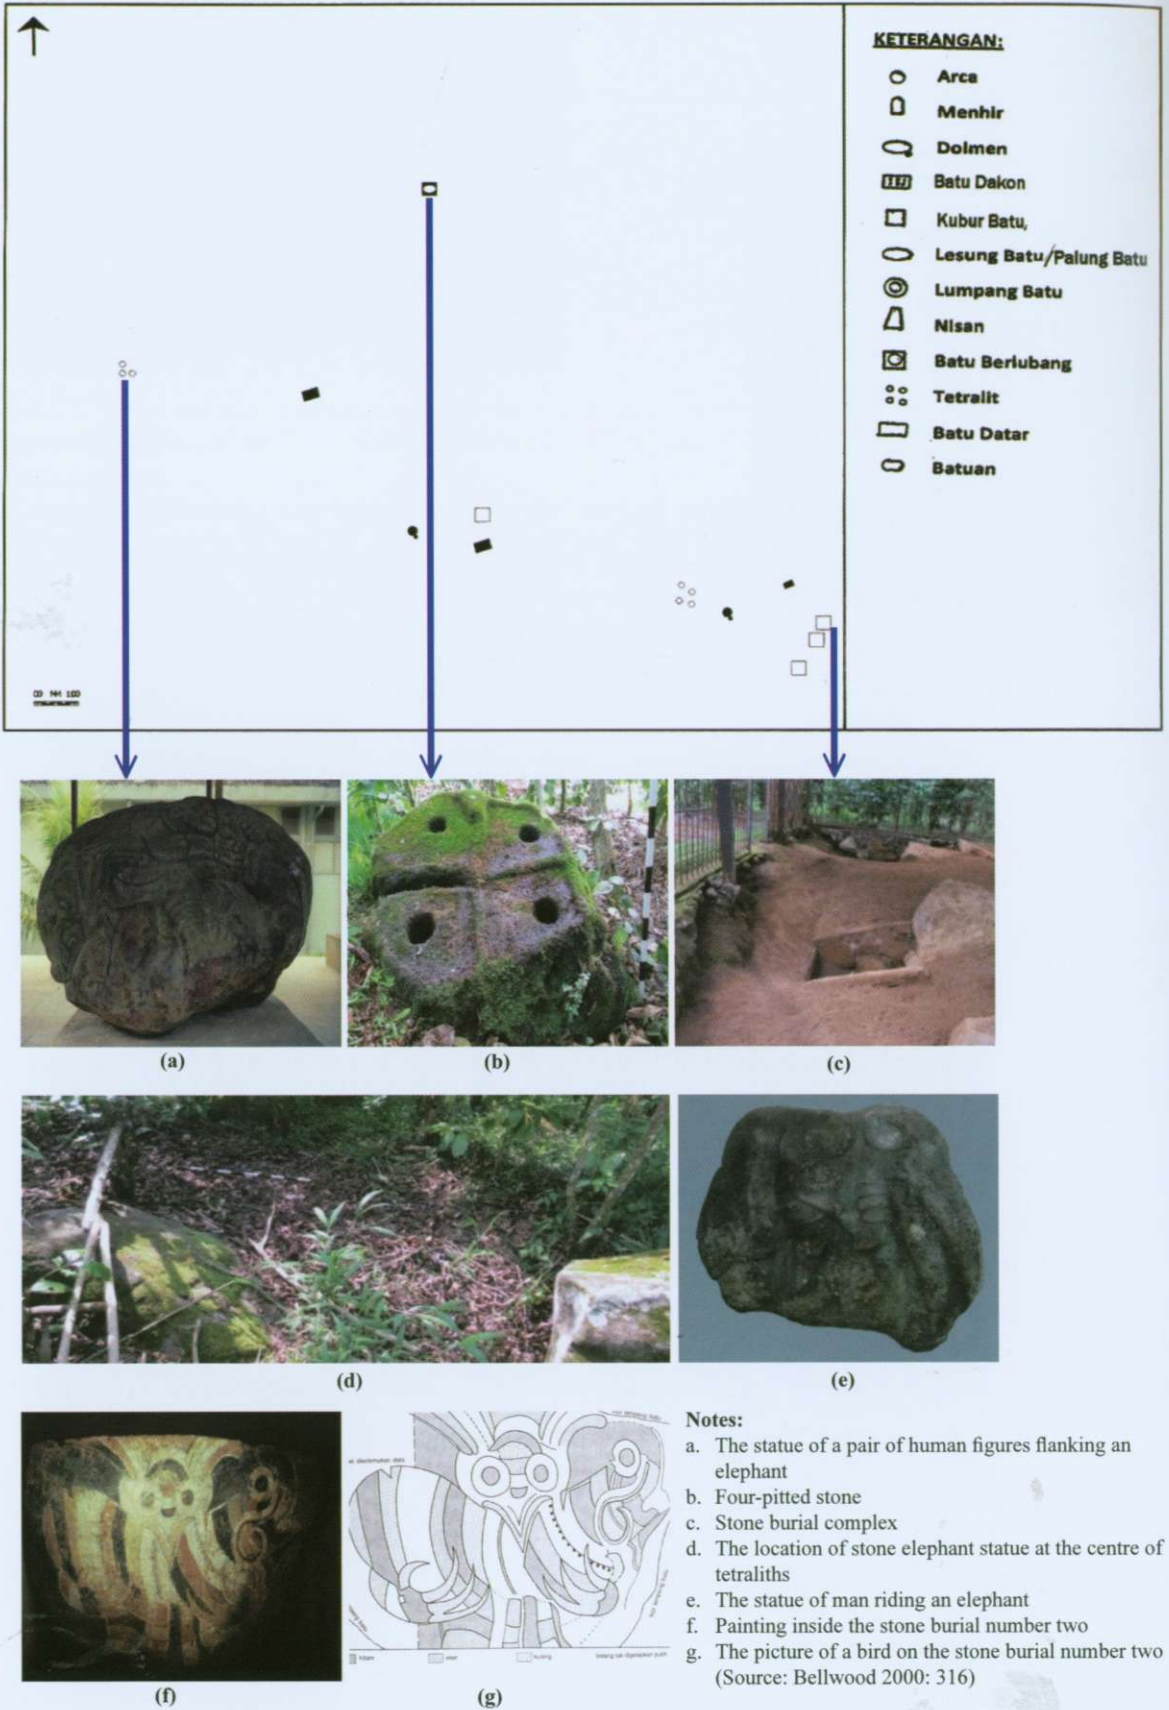 KETERANGAN:
Arca
Menhir
Dolmen
Batu Dakon
Kubur Batu,
Lesung Batu/Palung Batu
Lumpang Batu
Nisan
Batu Berlubang
Tetralit
Batu Datar
Batuan
(a)
(b)
(c)
(d)
(e)
(f)
hitam
kuning
(g)
Notes:
a. The statue of a pair of human figures flanking an
elephant
b. Four-pitted stone
c. Stone burial complex
d. The location of stone elephant statue at the centre of
tetraliths
e. The statue of man riding an elephant
f. Painting inside the stone burial number two
g. The picture of a bird on the stone burial number two
(Source: Bellwood 2000: 316)